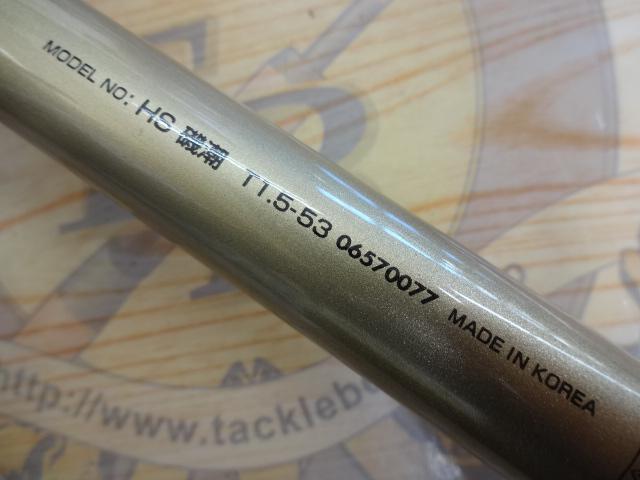 MODEL NO: HS 磯潮 T1.5-53 06570077 MADE IN KOREA
http://www.tackleb